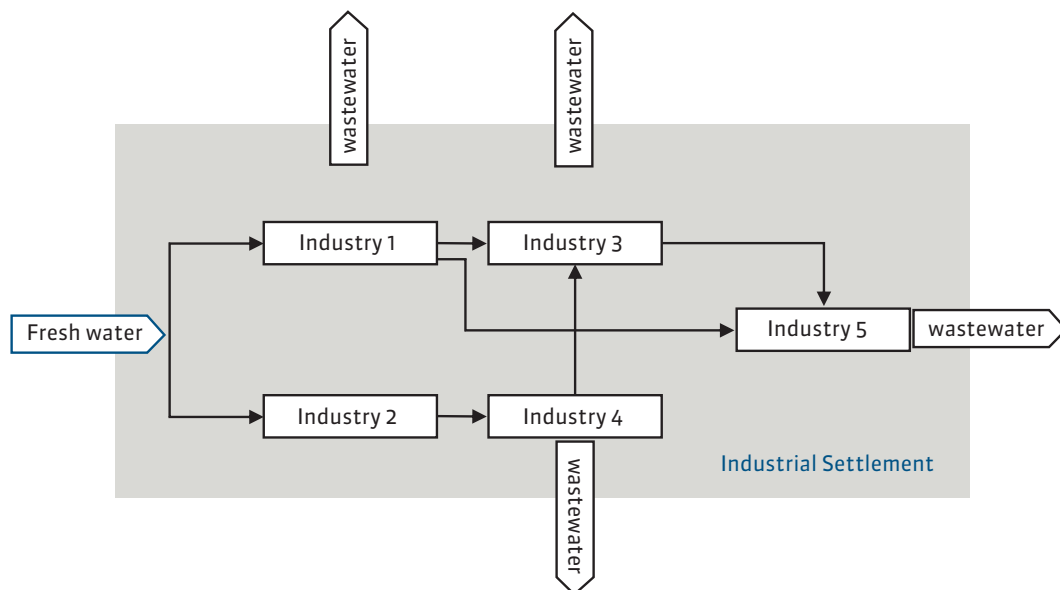 wastewater
wastewater
Industry 1
Industry 3
Fresh water
Industry 5
wastewater
Industry 2
Industry 4
Industrial Settlement
wastewater